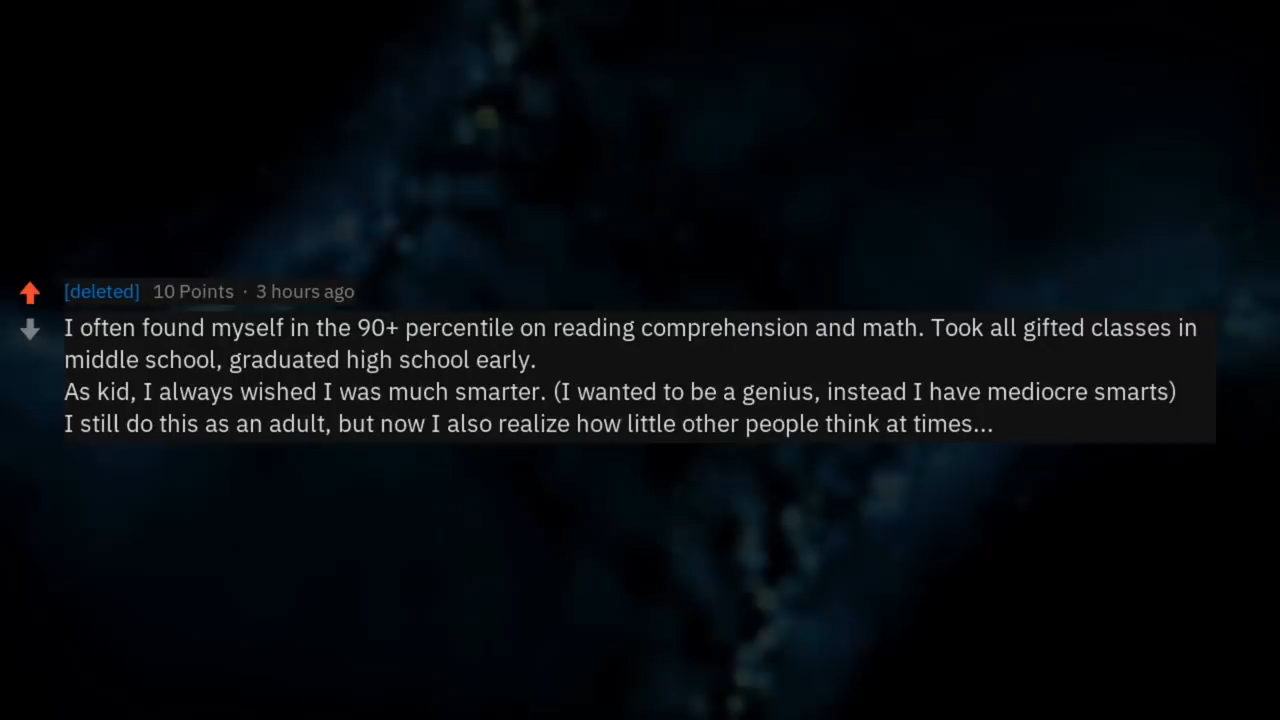 [deleted] 10 Points · 3 hours ago
I often found myself in the 90+ percentile on reading comprehension and math. Took all gifted classes in
middle school, graduated high school early.
As kid, I always wished I was much smarter. (I wanted to be a genius, instead I have mediocre smarts)
I still do this as an adult, but now I also realize how little other people think at times...